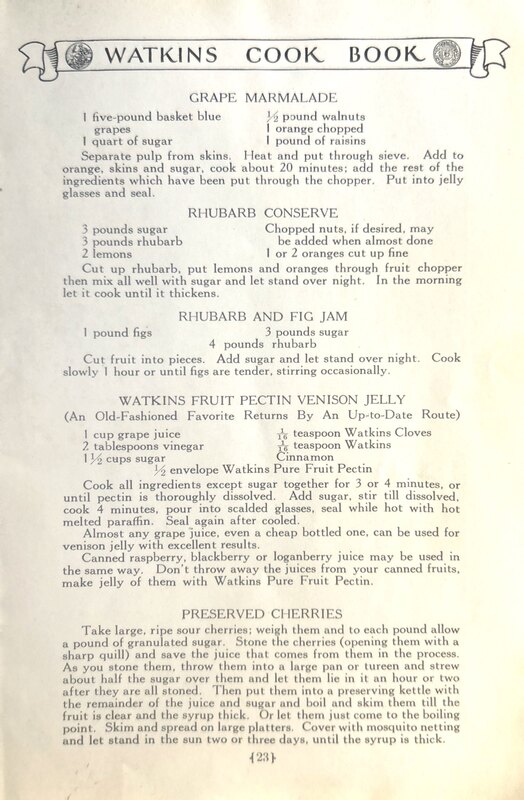 WATKINS COOK BOOK
GRAPE MARMALADE
1 five-pound basket blue
grapes
1 quart of sugar
½ pound walnuts
1 orange chopped
1 pound of raisins
Separate pulp from skins. Heat and put through sieve. Add to
orange, skins and sugar, cook about 20 minutes; add the rest of the
ingredients which have been put through the chopper. Put into jelly
glasses and seal.
RHUBARB CONSERVE
3 pounds sugar
3 pounds rhubarb
2 lemons
Chopped nuts, if desired, may
be added when almost done
1 or 2 oranges cut up fine
Cut up rhubarb, put lemons and oranges through fruit chopper
then mix all well with sugar and let stand over night. In the morning
let it cook until it thickens.
RHUBARB AND FIG JAM
1 pound figs
3 pounds sugar
4 pounds rhubarb
Cut fruit into pieces. Add sugar and let stand over night. Cook
slowly 1 hour or until figs are tender, stirring occasionally.
WATKINS FRUIT PECTIN VENISON JELLY
(An Old-Fashioned Favorite Returns By An Up-to-Date Route)
1 cup grape juice
2 tablespoons vinegar
1½ cups sugar
1/16 teaspoon Watkins Cloves
1/16 teaspoon Watkins
Cinnamon
½ envelope Watkins Pure Fruit Pectin
Cook all ingredients except sugar together for 3 or 4 minutes, or
until pectin is thoroughly dissolved. Add sugar, stir till dissolved,
cook 4 minutes, pour into scalded glasses, seal while hot with hot
melted paraffin. Seal again after cooled.
Almost any grape juice, even a cheap bottled one, can be used for
venison jelly with excellent results.
Canned raspberry, blackberry or loganberry juice may be used in
the same way. Don't throw away the juices from your canned fruits,
make jelly of them with Watkins Pure Fruit Pectin.
PRESERVED CHERRIES
Take large, ripe sour cherries; weigh them and to each pound allow
a pound of granulated sugar. Stone the cherries (opening them with a
sharp quill) and save the juice that comes from them in the process.
As you stone them, throw them into a large pan or tureen and strew
about half the sugar over them and let them lie in it an hour or two
after they are all stoned. Then put them into a preserving kettle with
the remainder of the juice and sugar and boil and skim them till the
fruit is clear and the syrup thick. Or let them just come to the boiling
point. Skim and spread on large platters. Cover with mosquito netting
and let stand in the sun two or three days, until the syrup is thick.
{23}